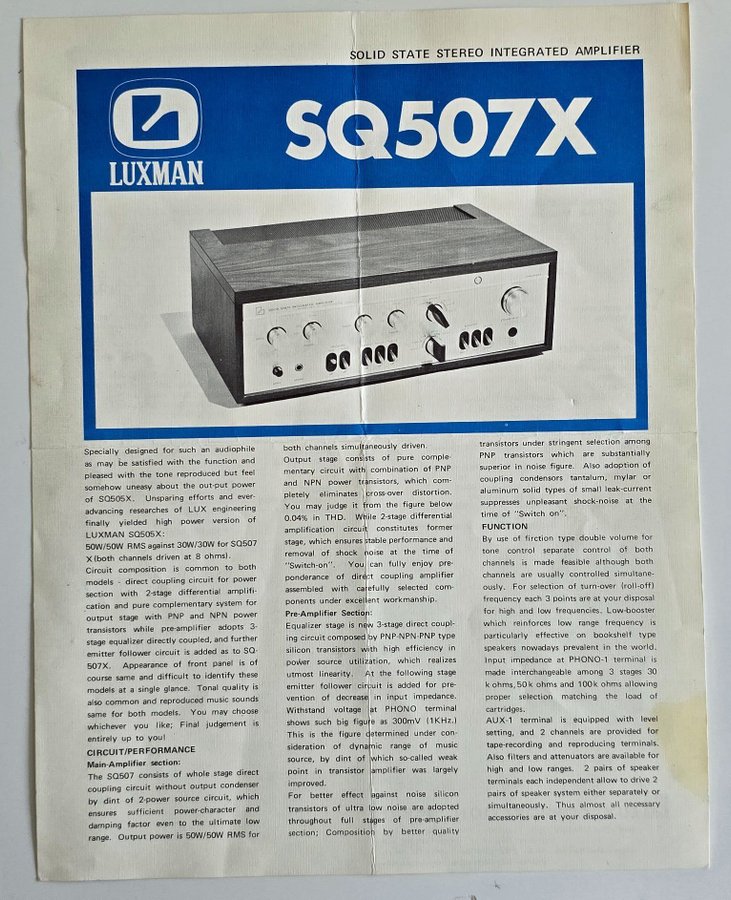 SOLID STATE STEREO INTEGRATED AMPLIFIER
LUXMAN
SQ507X
Specially designed for such an audiophile
as may be satisfied with the function and
pleased with the tone reproduced but feel
somehow uneasy about the out-put power
of SQ505X. Unsparing efforts and ever-
advancing researches of LUX engineering
finally yielded high power version of
LUXMAN SQ505X:
50W/50W RMS against 30W/30W for SQ507
X(both channels driven at 8 ohms).
Circuit composition is common to both
models - direct coupling circuit for power
section with 2-stage differential amplifi-
cation and pure complementary system for
output stage with PNP and NPN power
transistors while pre-amplifier adopts 3-
stage equalizer directly coupled, and further
emitter follower circuit is added as to SQ-
507X. Appearance of front panel is of
course same and difficult to identify these
models at a single glance. Tonal quality is
also common and reproduced music sounds
same for both models. You may choose
whichever you like; Final judgement is
entirely up to you!
CIRCUIT/PERFORMANCE
Main-Amplifier section:
The SQ507 consists of whole stage direct
coupling circuit without output condenser
by dint of 2-power source circuit, which
ensures sufficient power-character and
damping factor even to the ultimate low
range. Output power is 50W/50W RMS for
both channels simultaneously driven.
Output stage consists of pure comple-
mentary circuit with combination of PNP
and NPN power transistors, which com-
pletely eliminates cross-over distortion.
You may judge it from the figure below
0.04% in THD. While 2-stage differential
amplification circuit constitutes former
stage, which ensures stable performance and
removal of shock noise at the time of
"Switch-on". You can fully enjoy pre-
ponderance of direct coupling amplifier
assembled with carefully selected com-
ponents under excellent workmanship.
Pre-Amplifier Section:
Equalizer stage is new 3-stage direct coupl-
ing circuit composed by PNP-NPN-PNP type
silicon transistors with high efficiency in
power source utilization, which realizes
utmost linearity. At the following stage
emitter follower circuit is added for pre-
vention of decrease in input impedance.
Withstand voltage at PHONO terminal
shows such big figure as 300mV (1KHz.)
This is the figure determined under con-
sideration of dynamic range of music
source, by dint of which so-called weak
point in transistor amplifier was largely
improved.
For better effect against noise silicon
transistors of ultra low noise are adopted
throughout full stages of pre-amplifier
section; Composition by better quality
transistors under stringent selection among
PNP transistors which are substantially
superior in noise figure. Also adoption of
coupling condensors tantalum, mylar or
aluminum solid types of small leak-current
suppresses unpleasant shock-noise at the
time of "Switch on".
FUNCTION
By use of firction type double volume for
tone control separate control of both
channels is made feasible although both
channels are usually controlled simultane-
ously. For selection of turn-over (roll-off)
frequency each 3 points are at your disposal
for high and low frequencies. Low-booster
which reinforces low range frequency is
particularly effective on bookshelf type
speakers nowadays prevalent in the world.
Input impedance at PHONO-1 terminal is
made interchangeable among 3 stages 30
k ohms, 50 k ohms and 100 k ohms allowing
proper selection matching the load of
cartridges.
AUX-1 terminal is equipped with level
setting, and 2 channels are provided for
tape-recording and reproducing terminals.
Also filters and attenuators are available for
high and low ranges. 2 pairs of speaker
terminals each independent allow to drive 2
pairs of speaker system either separately or
simultaneously. Thus almost all necessary
accessories are at your disposal.